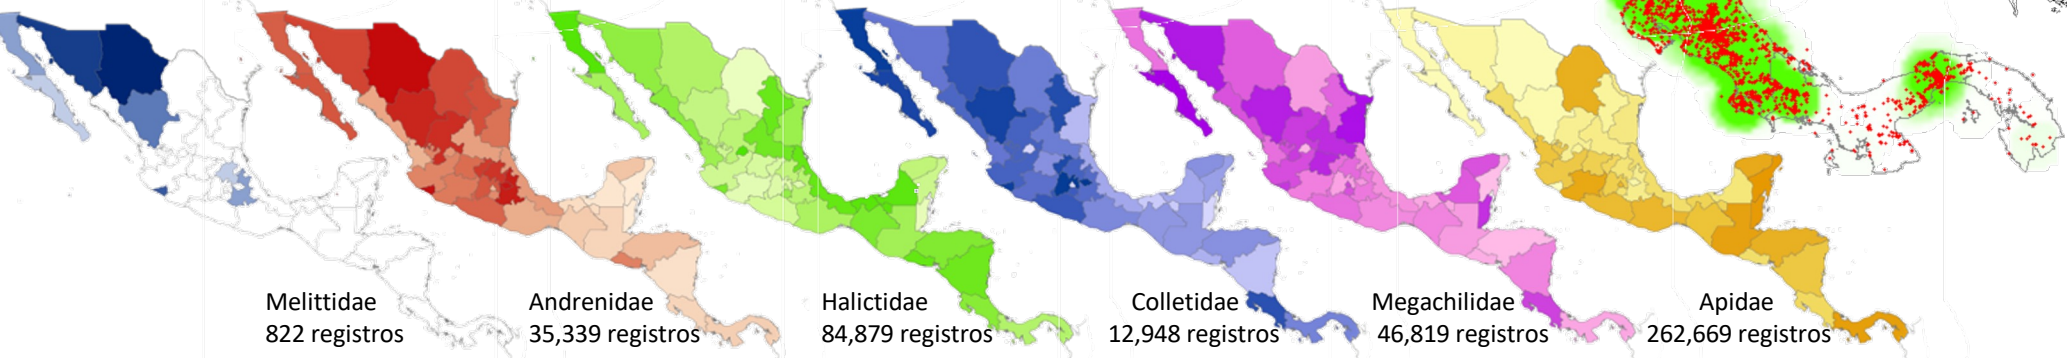 Melittidae
822 registros
Andrenidae
35,339 registros
Halictidae
84,879 registros
Colletidae
12,948 registros
Megachilidae
46,819 registros
Apidae
262,669 registros